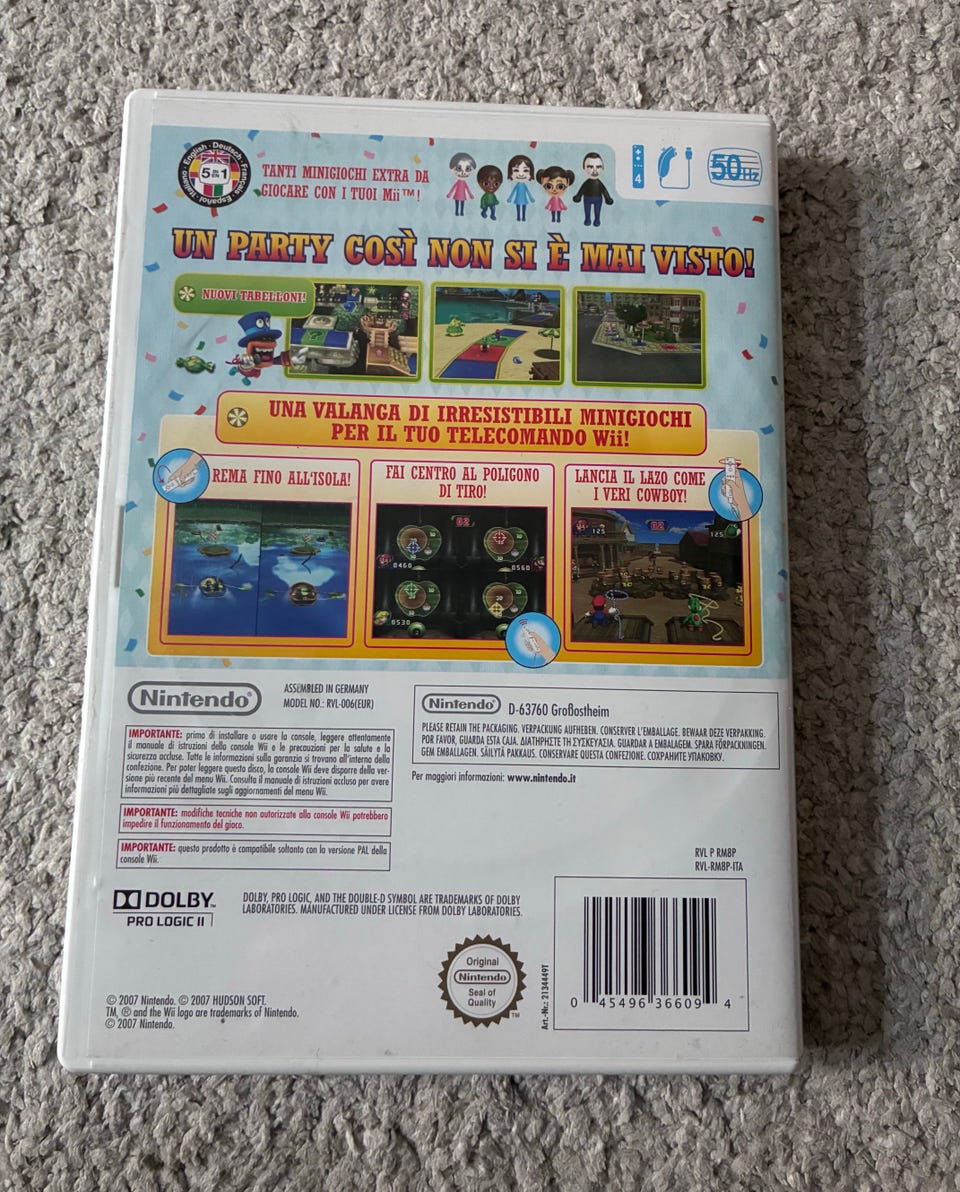 English · Deutsch · Français · Español · Italiano
5 IN 1
TANTI MINIGIOCHI EXTRA DA
GIOCARE CON I TUOI Mii™!
4
50Hz
UN PARTY COSÌ NON SI È MAI VISTO!
NUOVI TABELLONI!
UNA VALANGA DI IRRESISTIBILI MINIGIOCHI
PER IL TUO TELECOMANDO Wii!
REMA FINO ALL'ISOLA!
FAI CENTRO AL POLIGONO
DI TIRO!
02
0460
0560
0530
LANCIA IL LAZO COME
I VERI COWBOY!
125
02
125
Nintendo®
ASSEMBLED IN GERMANY
MODEL NO.: RVL-006(EUR)
IMPORTANTE: prima di installare o usare la console, leggere attentamente
il manuale di istruzioni della console Wii e le precauzioni per la salute e la
sicurezza accluse. Tutte le informazioni sulla garanzia si trovano all'interno della
confezione. Per poter leggere questo disco, la console Wii deve disporre della ver-
sione più recente del menu Wii. Consulta il manuale di istruzioni accluso per avere
informazioni più dettagliate sugli aggiornamenti del menu Wii.
IMPORTANTE: modifiche tecniche non autorizzate alla console Wii potrebbero
impedire il funzionamento del gioco.
IMPORTANTE: questo prodotto è compatibile soltanto con la versione PAL della
console Wii.
Nintendo® D-63760 Großostheim
PLEASE RETAIN THE PACKAGING. VERPACKUNG AUFHEBEN. CONSERVER L'EMBALLAGE. BEWAAR DEZE VERPAKKING.
POR FAVOR, GUARDA ESTA CAJA. ΔΙΑΤΗΡΗΣΤΕ ΤΗ ΣΥΣΚΕΥΑΣΙΑ. GUARDAR A EMBALAGEM. SPARA FÖRPACKNINGEN.
GEM EMBALLAGEN. SÄILYTÄ PAKKAUS. CONSERVARE QUESTA CONFEZIONE. СОХРАНИТЕ УПАКОВКУ.
Per maggiori informazioni: www.nintendo.it
RVL P RM8P
RVL-RM8P-ITA
DOLBY™
PRO LOGIC II
DOLBY, PRO LOGIC, AND THE DOUBLE-D SYMBOL ARE TRADEMARKS OF DOLBY
LABORATORIES. MANUFACTURED UNDER LICENSE FROM DOLBY LABORATORIES.
Original
Nintendo
Seal of
Quality
™
Art.-Nr.: 2134449T
0 45496 36609 4
© 2007 Nintendo. © 2007 HUDSON SOFT.
TM, ® and the Wii logo are trademarks of Nintendo.
© 2007 Nintendo.